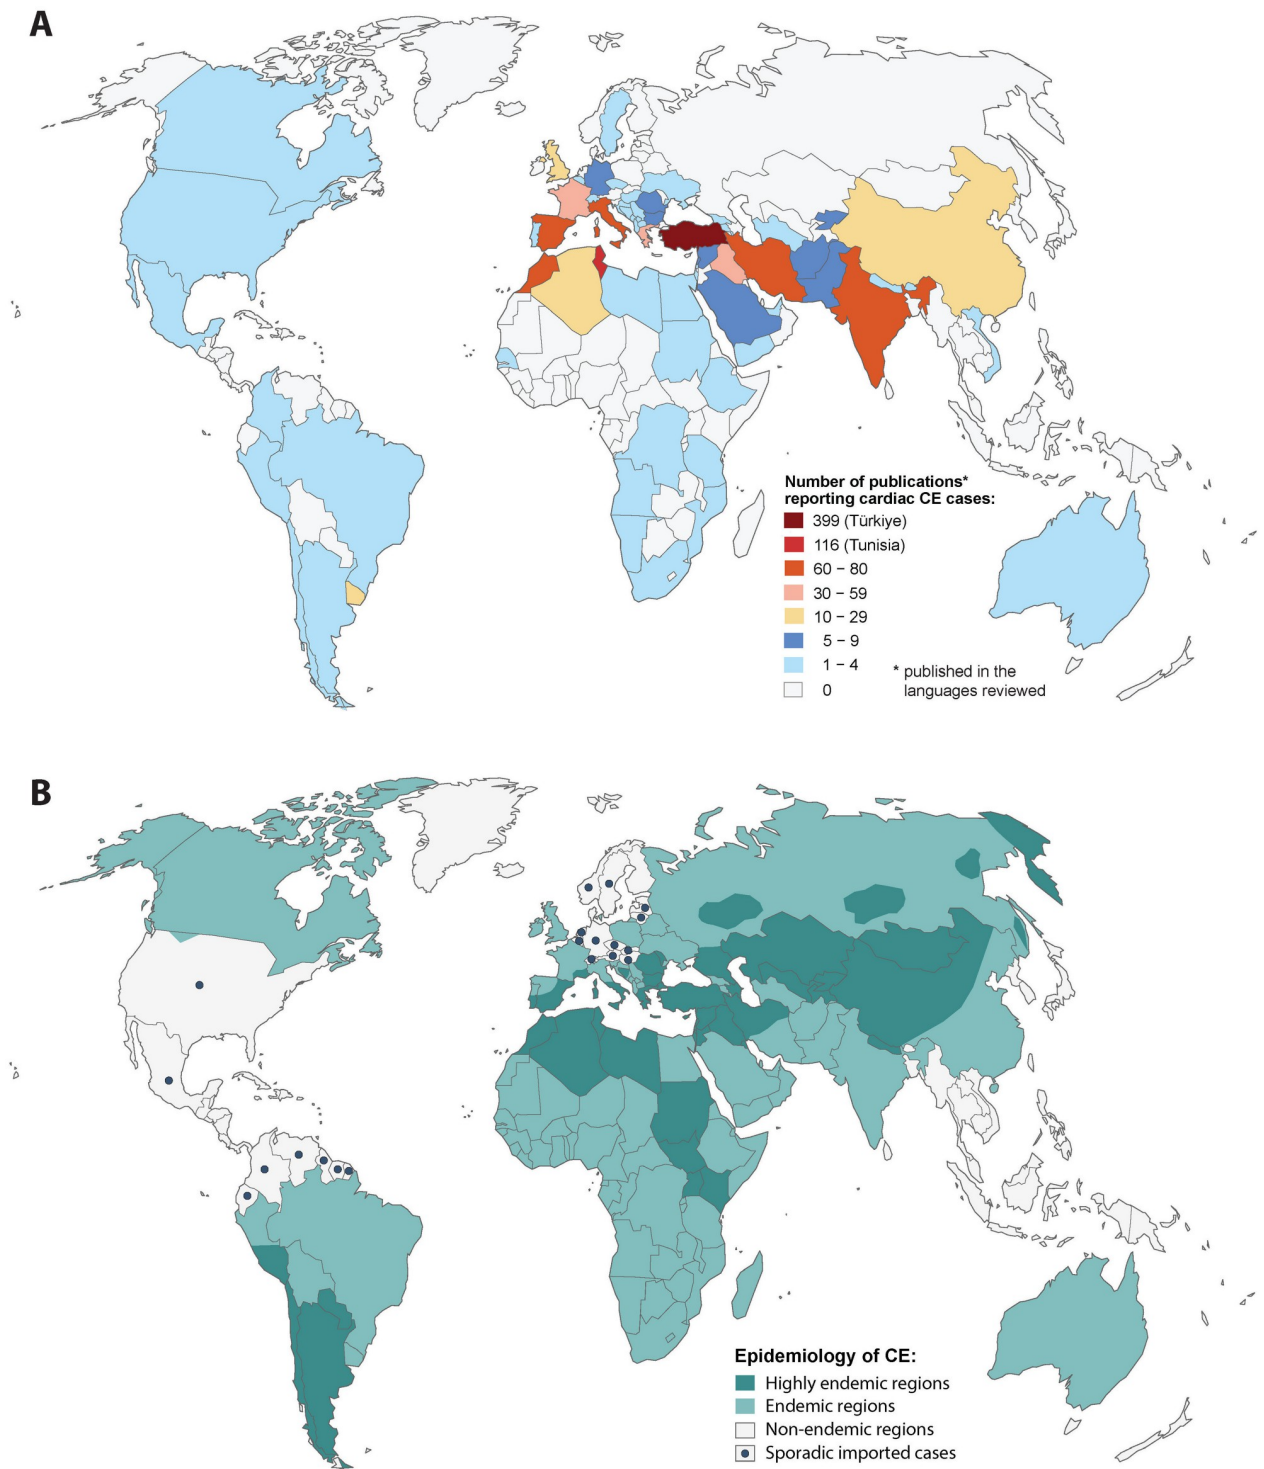 A
Number of publications*
reporting cardiac CE cases:
399 (Türkiye)
116 (Tunisia)
60 – 80
30 – 59
10 – 29
5 – 9
1 – 4
0
* published in the
languages reviewed
B
Epidemiology of CE:
Highly endemic regions
Endemic regions
Non-endemic regions
Sporadic imported cases